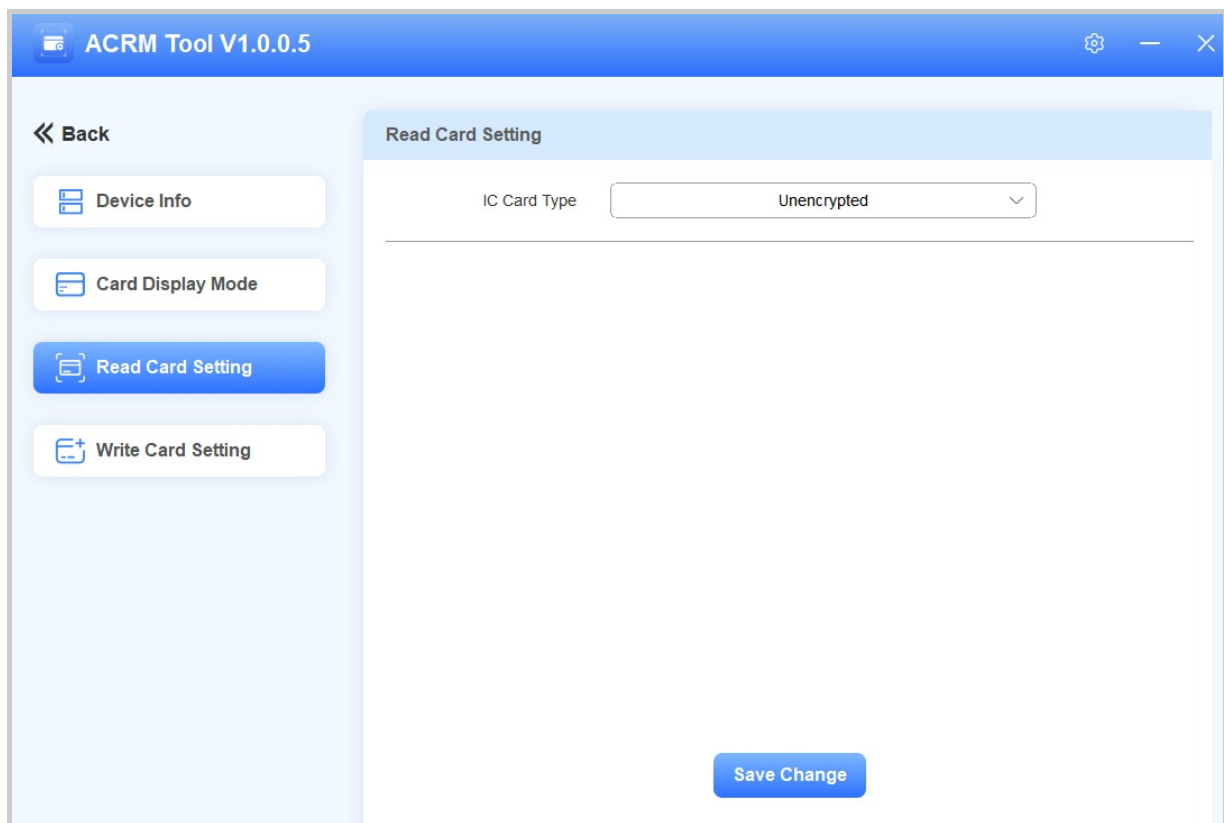 ACRM Tool V1.0.0.5
Back
Device Info
Card Display Mode
Read Card Setting
Write Card Setting
Read Card Setting
IC Card Type
Unencrypted
Save Change